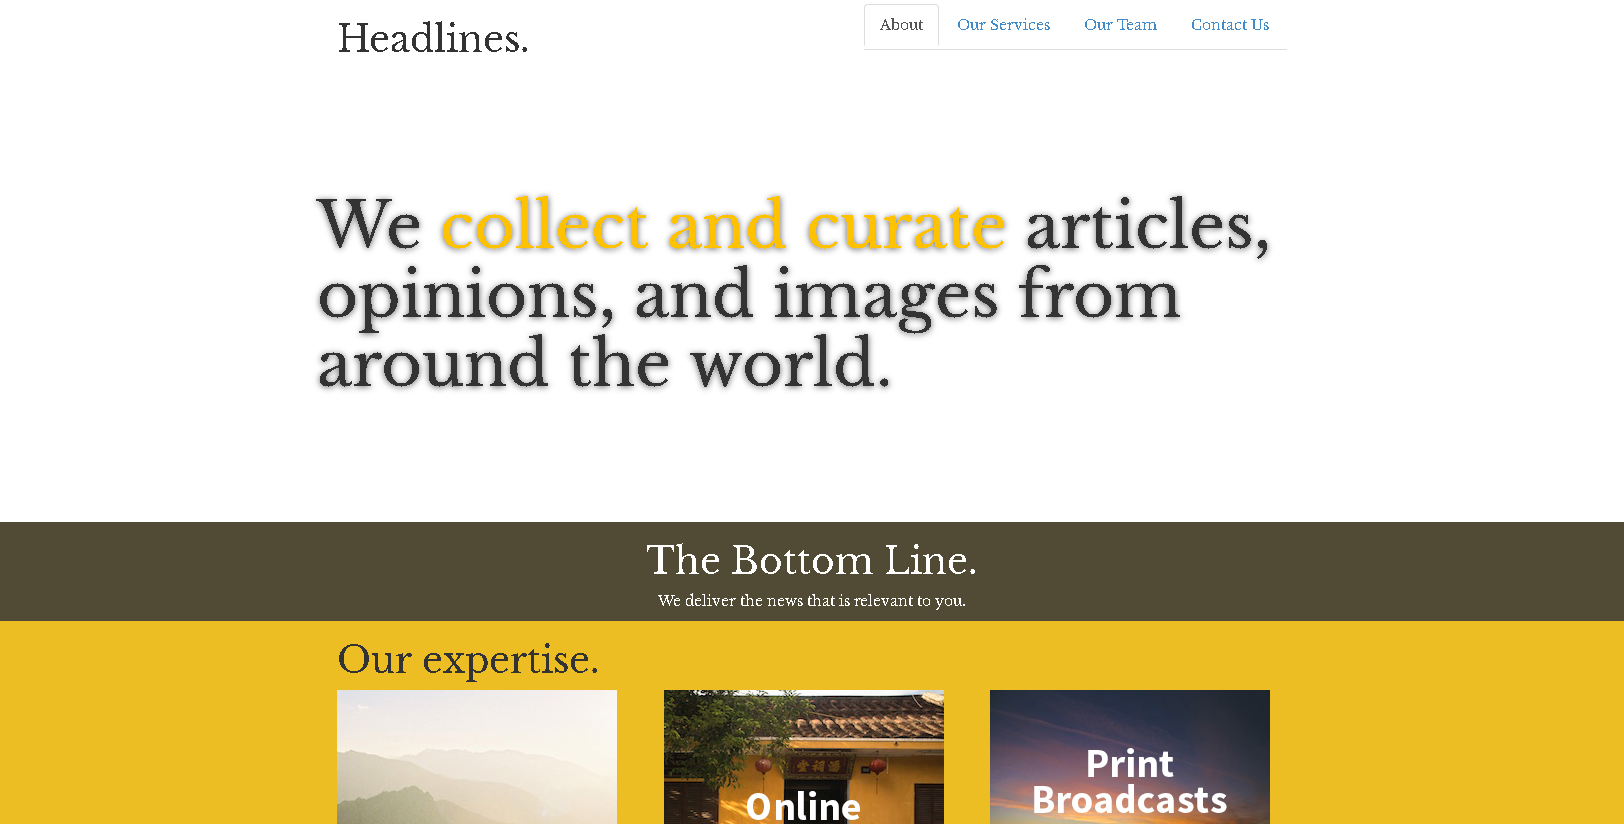 Headlines.
About
Our Services
Our Team
Contact Us
We collect and curate articles,
opinions, and images from
around the world.
The Bottom Line.
We deliver the news that is relevant to you.
Our expertise.
Online
Print
Broadcasts